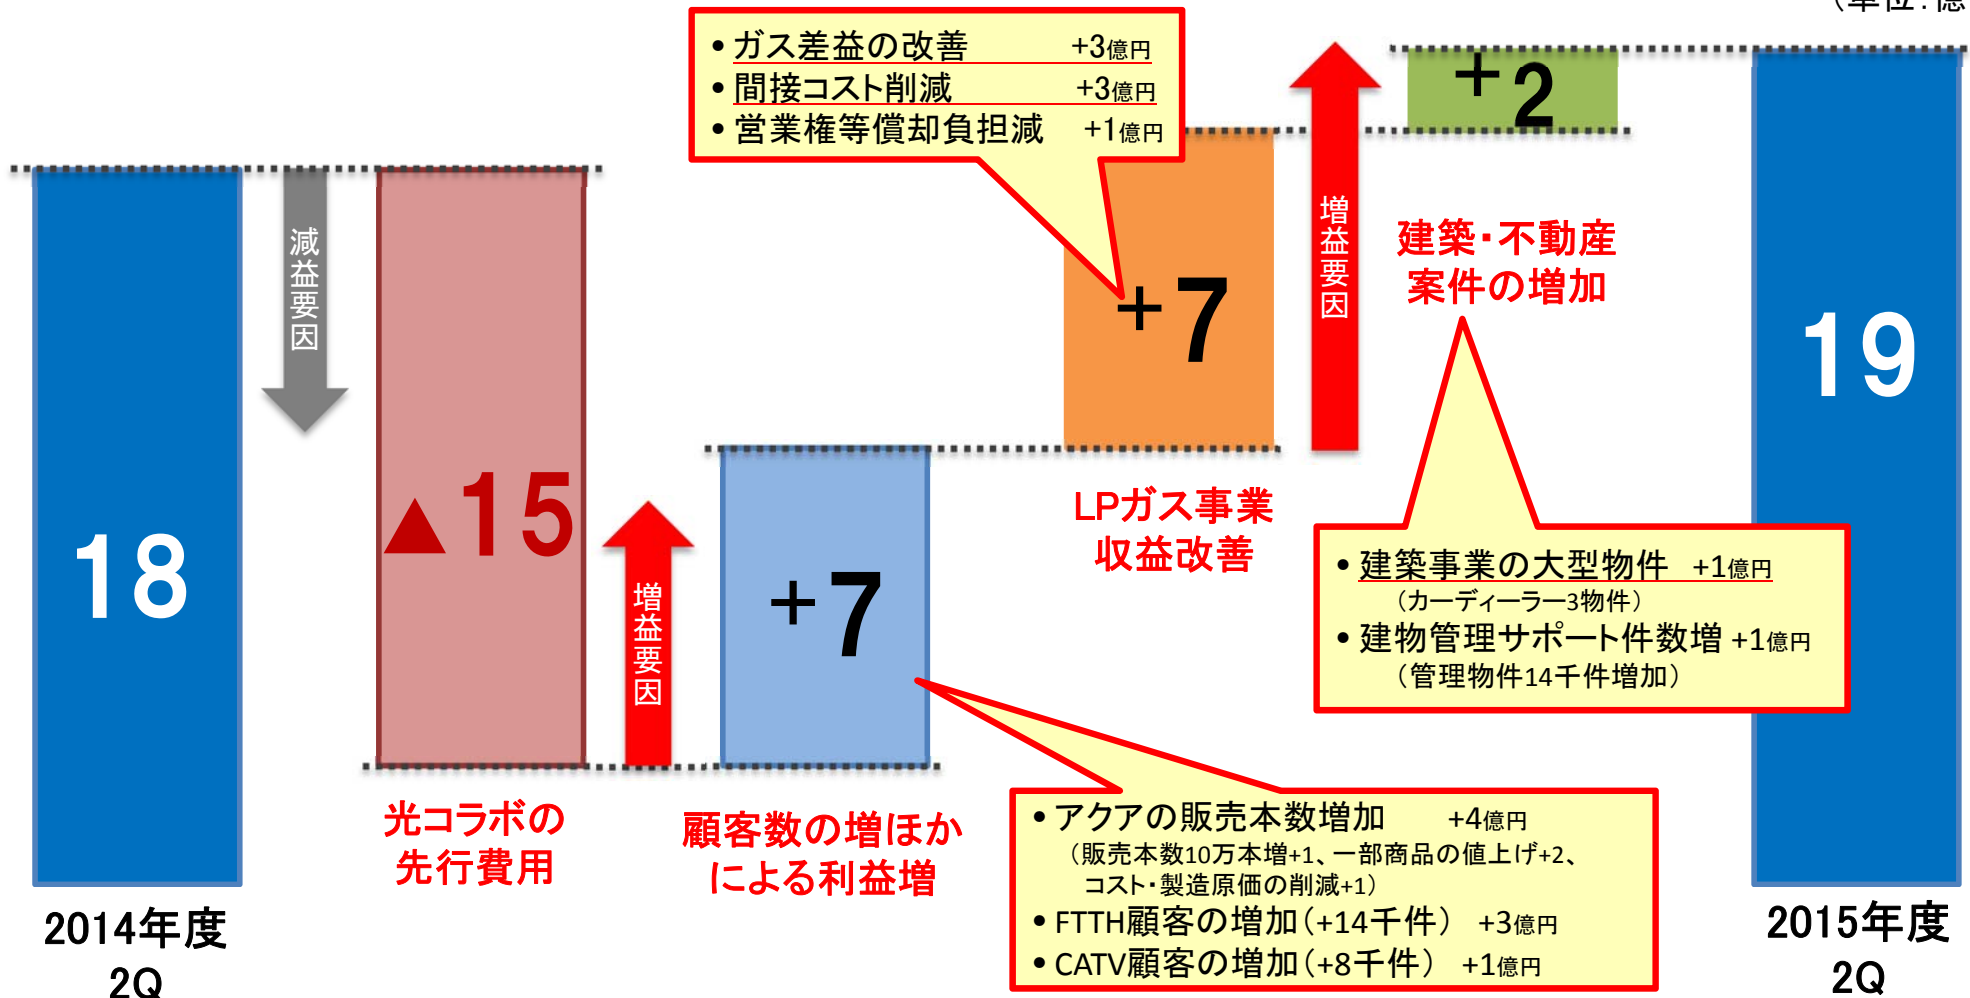 （単位：億
• ガス差益の改善 +3億円
• 間接コスト削減 +3億円
• 営業権等償却負担減 +1億円
+2
減益要因
増益要因
建築・不動産
案件の増加
+7
19
18
▲15
LPガス事業
収益改善
• 建築事業の大型物件 +1億円
（カーディーラー3物件）
• 建物管理サポート件数増 +1億円
（管理物件14千件増加）
増益要因
+7
光コラボの
先行費用
顧客数の増ほか
による利益増
• アクアの販売本数増加 +4億円
（販売本数10万本増+1、一部商品の値上げ+2、
コスト・製造原価の削減+1）
• FTTH顧客の増加（+14千件） +3億円
• CATV顧客の増加（+8千件） +1億円
2014年度
2Q
2015年度
2Q